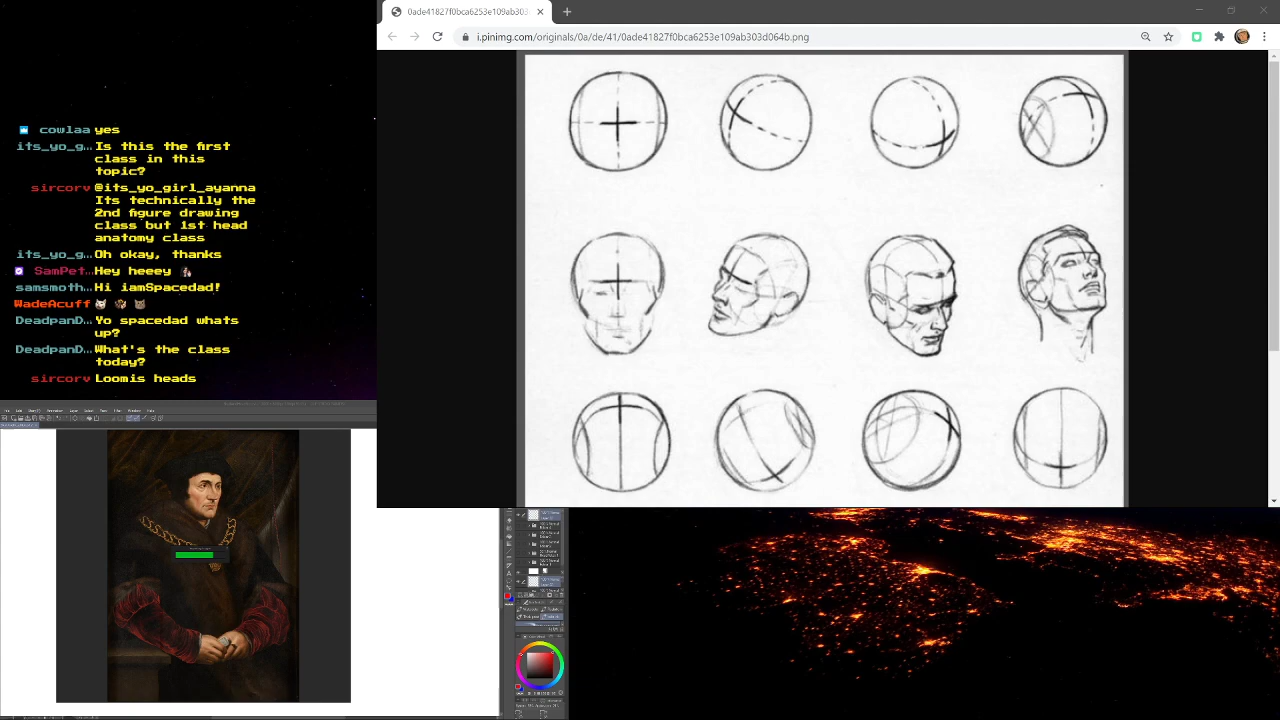 0ade41827f0bca6253e109ab303
i.pinimg.com/originals/0a/de/41/0ade41827f0bca6253e109ab303d064b.png
cowlaa yes
its_yo_g… Is this the first
class in this
topic?
sircorv @its_yo_girl_ayanna
Its technically the
2nd figure drawing
class but 1st head
anatomy class
its_yo_g… Oh okay, thanks
SamPet… Hey heeey
samsmoth… Hi iamSpacedad!
WadeAcuff
DeadpanD… Yo spacedad whats
up?
DeadpanD… What's the class
today?
sircorv Loomis heads